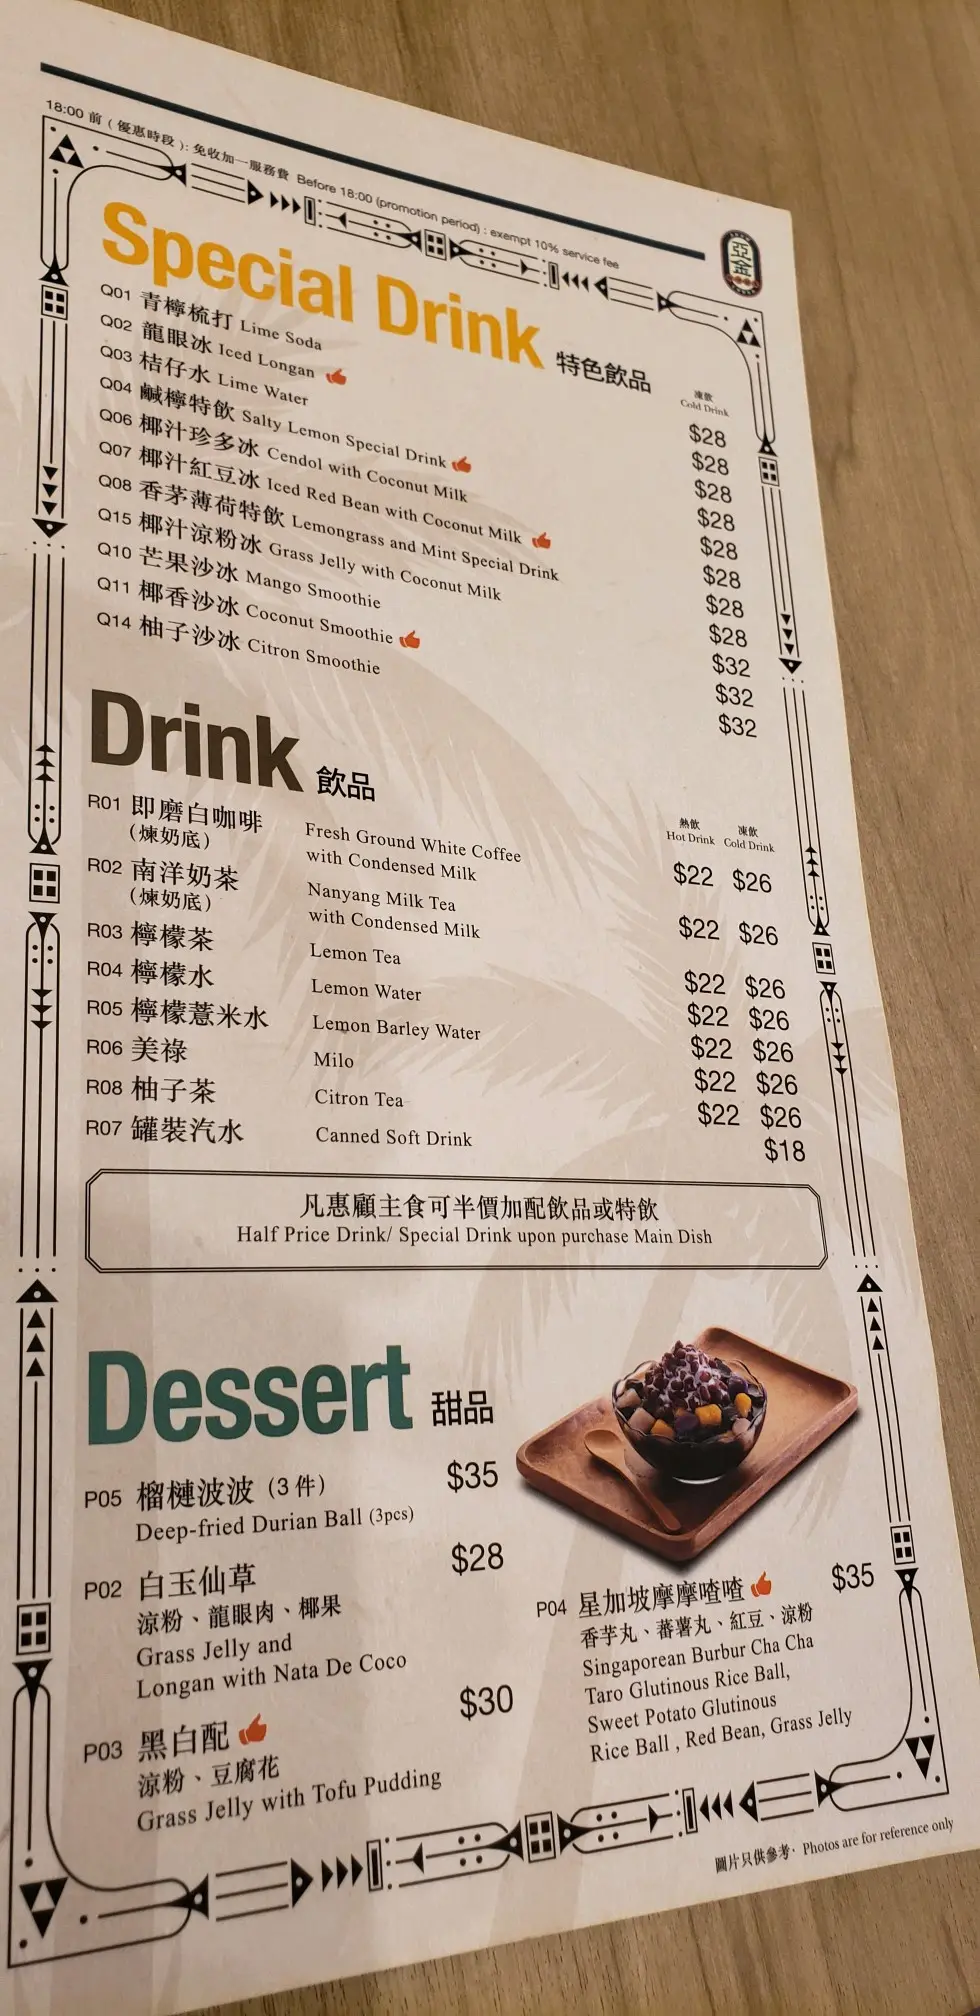 18:00 前 ( 優惠時段 ) : 免收加一服務費 Before 18:00 (promotion period) : exempt 10% service fee
亞金
Special Drink 特色飲品
凍飲
Cold Drink
Q01 青檸梳打 Lime Soda $28
Q02 龍眼冰 Iced Longan $28
Q03 桔仔水 Lime Water $28
Q04 鹹檸特飲 Salty Lemon Special Drink $28
Q06 椰汁珍多冰 Cendol with Coconut Milk $28
Q07 椰汁紅豆冰 Iced Red Bean with Coconut Milk $28
Q08 香茅薄荷特飲 Lemongrass and Mint Special Drink $28
Q15 椰汁涼粉冰 Grass Jelly with Coconut Milk $28
Q10 芒果沙冰 Mango Smoothie $32
Q11 椰香沙冰 Coconut Smoothie $32
Q14 柚子沙冰 Citron Smoothie $32
Drink 飲品
熱飲 凍飲
Hot Drink Cold Drink
R01 即磨白咖啡 Fresh Ground White Coffee
(煉奶底) with Condensed Milk $22 $26
R02 南洋奶茶 Nanyang Milk Tea
(煉奶底) with Condensed Milk $22 $26
R03 檸檬茶 Lemon Tea $22 $26
R04 檸檬水 Lemon Water $22 $26
R05 檸檬薏米水 Lemon Barley Water $22 $26
R06 美祿 Milo $22 $26
R08 柚子茶 Citron Tea $22 $26
R07 罐裝汽水 Canned Soft Drink $18
凡惠顧主食可半價加配飲品或特飲
Half Price Drink/ Special Drink upon purchase Main Dish
Dessert 甜品
P05 榴槤波波 (3 件) $35
Deep-fried Durian Ball (3pcs)
P02 白玉仙草 $28
涼粉、龍眼肉、椰果
Grass Jelly and
Longan with Nata De Coco
P03 黑白配 $30
涼粉、豆腐花
Grass Jelly with Tofu Pudding
P04 星加坡摩摩喳喳 $35
香芋丸、蕃薯丸、紅豆、涼粉
Singaporean Burbur Cha Cha
Taro Glutinous Rice Ball,
Sweet Potato Glutinous
Rice Ball , Red Bean, Grass Jelly
圖片只供參考· Photos are for reference only